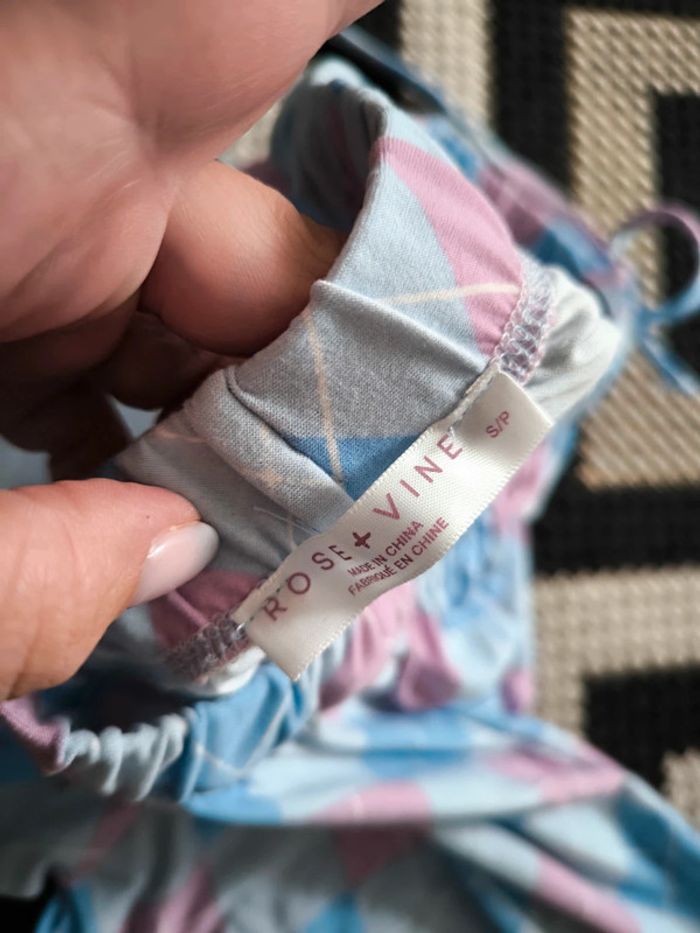 ROSE + VINE
S/P
MADE IN CHINA
FABRIQUÉ EN CHINE